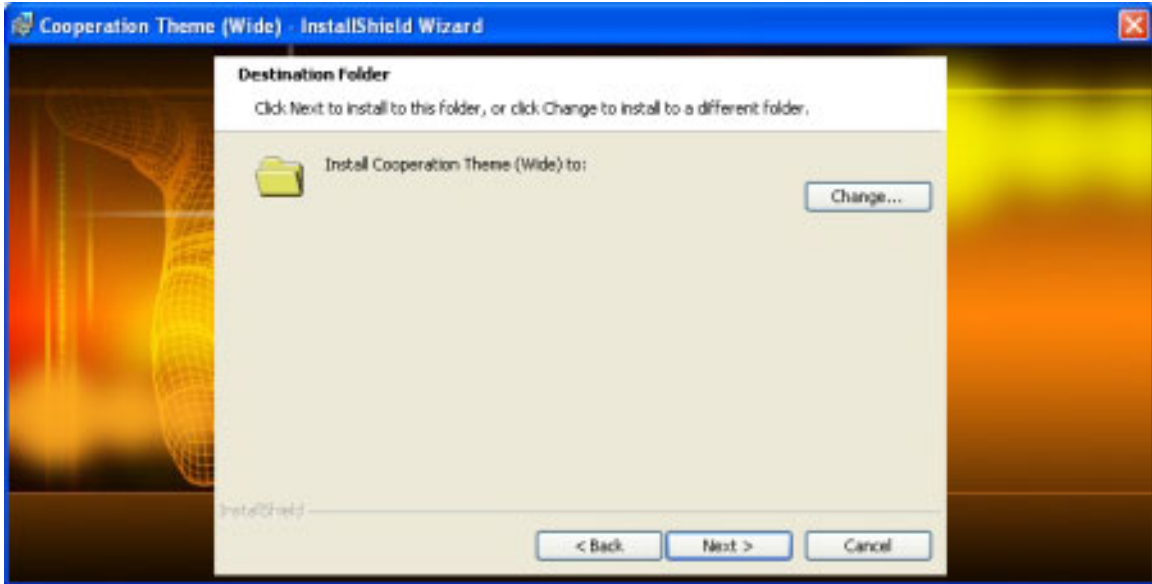 Cooperation Theme (Wide) - InstallShield Wizard
Destination Folder
Click Next to install to this folder, or click Change to install to a different folder.
Install Cooperation Theme (Wide) to:
Change...
InstallShield
< Back Next > Cancel